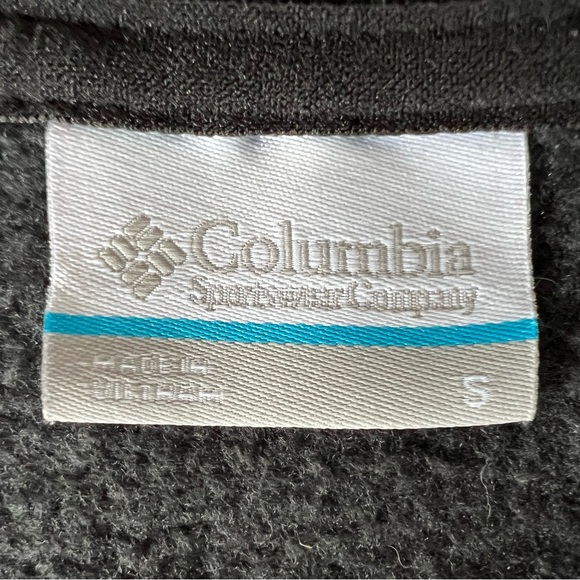 Columbia
Sportswear Company
MADE IN
VIETNAM
S